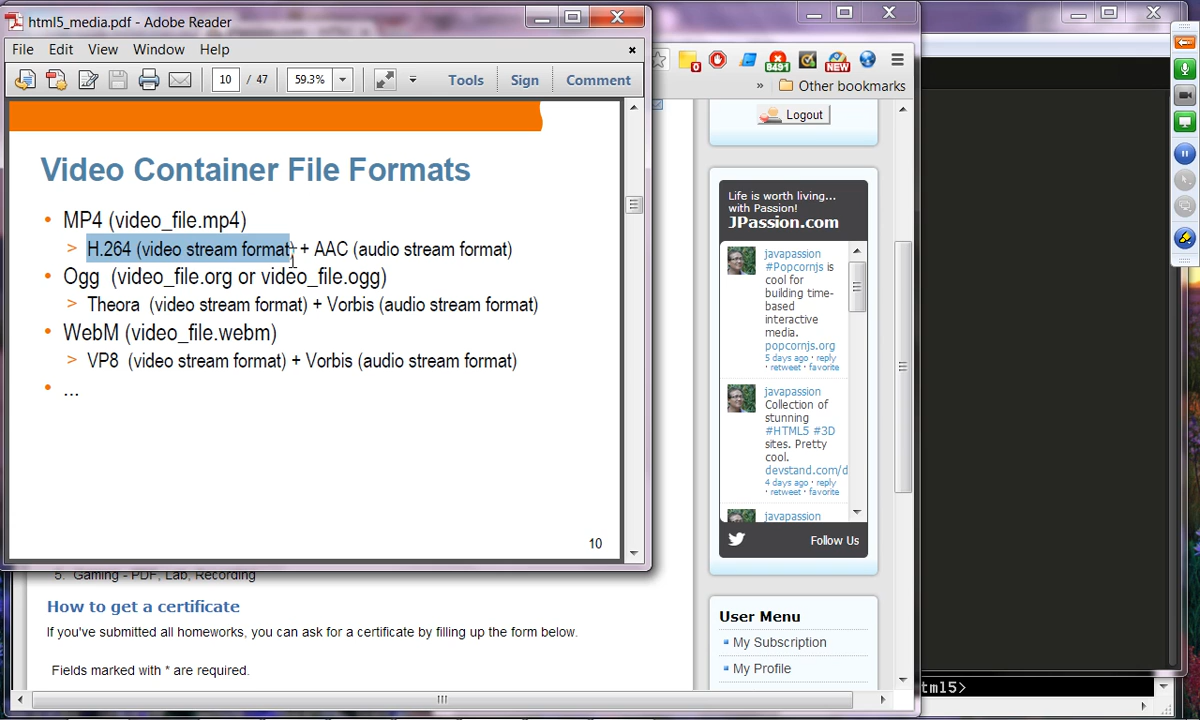 html5_media.pdf - Adobe Reader
File Edit View Window Help
10 / 47 59.3% Tools Sign Comment
Video Container File Formats
• MP4 (video_file.mp4)
> H.264 (video stream format) + AAC (audio stream format)
• Ogg (video_file.org or video_file.ogg)
> Theora (video stream format) + Vorbis (audio stream format)
• WebM (video_file.webm)
> VP8 (video stream format) + Vorbis (audio stream format)
• ...
10
5. Gaming - PDF, Lab, Recording
How to get a certificate
If you've submitted all homeworks, you can ask for a certificate by filling up the form below.
Fields marked with * are required.
0 8491 NEW
» Other bookmarks
Logout
Life is worth living...
with Passion!
JPassion.com
javapassion
#Popcornjs is
cool for
building time-
based
interactive
media.
popcornjs.org
5 days ago · reply
· retweet · favorite
javapassion
Collection of
stunning
#HTML5 #3D
sites. Pretty
cool.
devstand.com/d
4 days ago · reply
· retweet · favorite
javapassion
Follow Us
User Menu
My Subscription
My Profile
tml5>